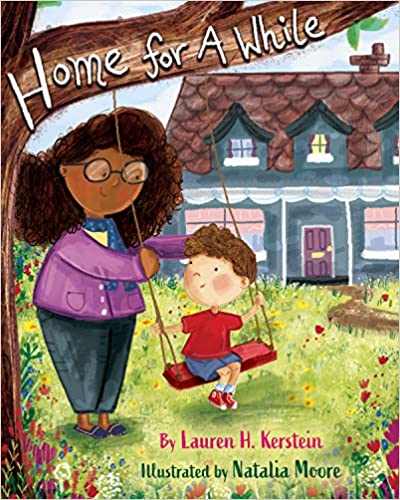 Home for A While
By Lauren H. Kerstein
Illustrated by Natalia Moore